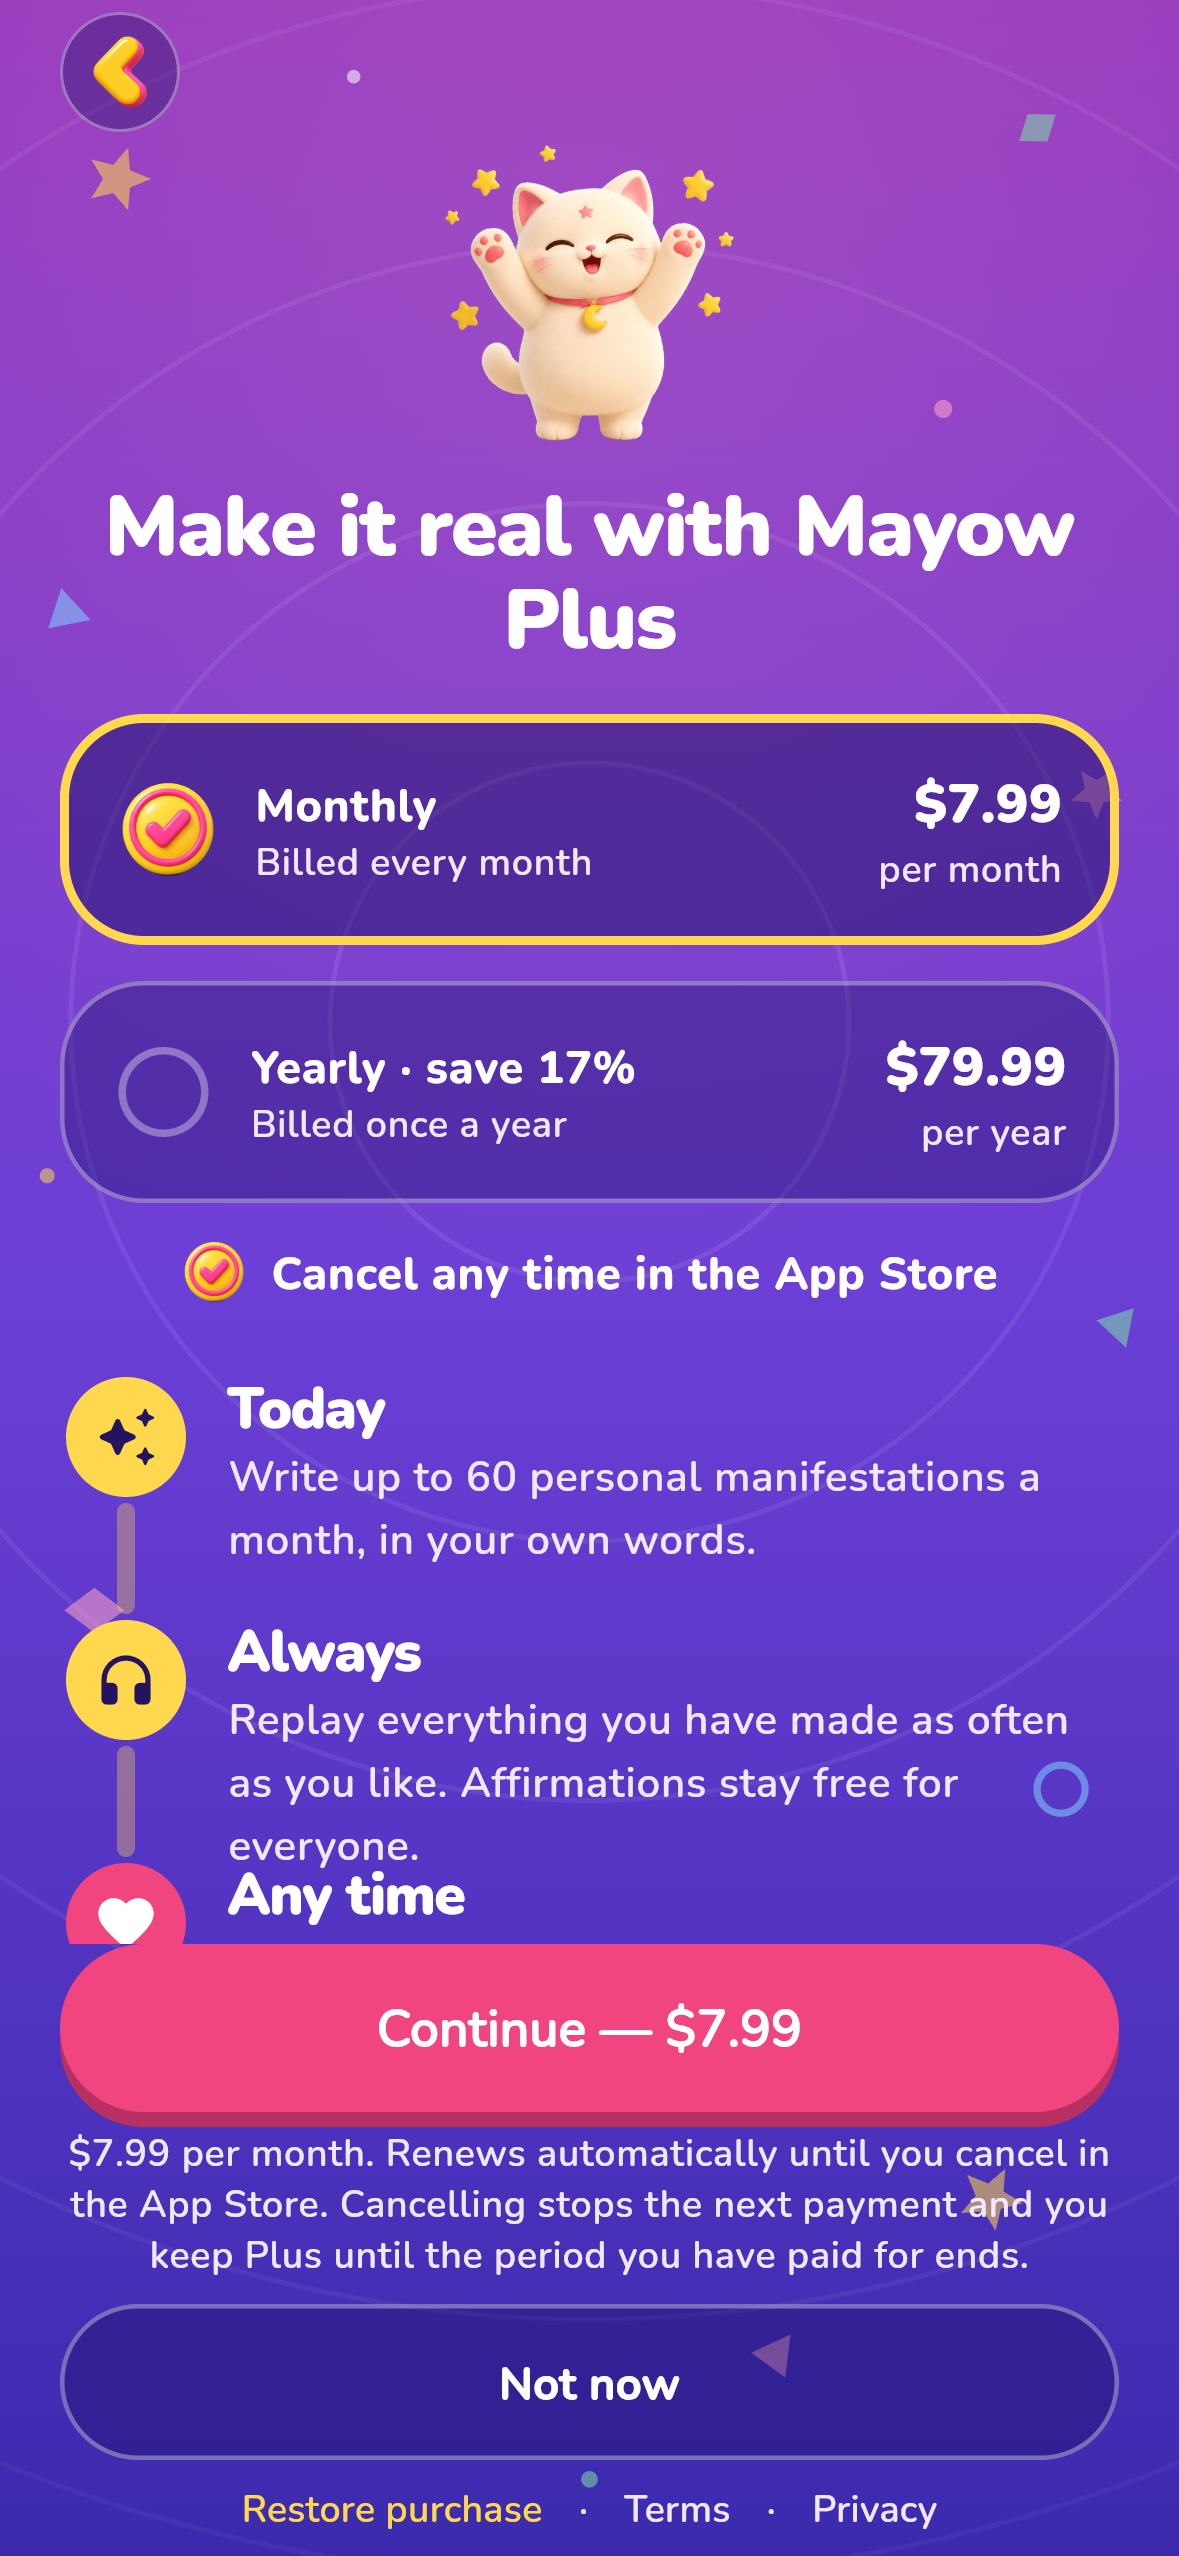 Make it real with Mayow
Plus
Monthly
Billed every month
$7.99
per month
Yearly · save 17%
Billed once a year
$79.99
per year
Cancel any time in the App Store
Today
Write up to 60 personal manifestations a
month, in your own words.
Always
Replay everything you have made as often
as you like. Affirmations stay free for
everyone.
Any time
Continue — $7.99
$7.99 per month. Renews automatically until you cancel in
the App Store. Cancelling stops the next payment and you
keep Plus until the period you have paid for ends.
Not now
Restore purchase · Terms · Privacy